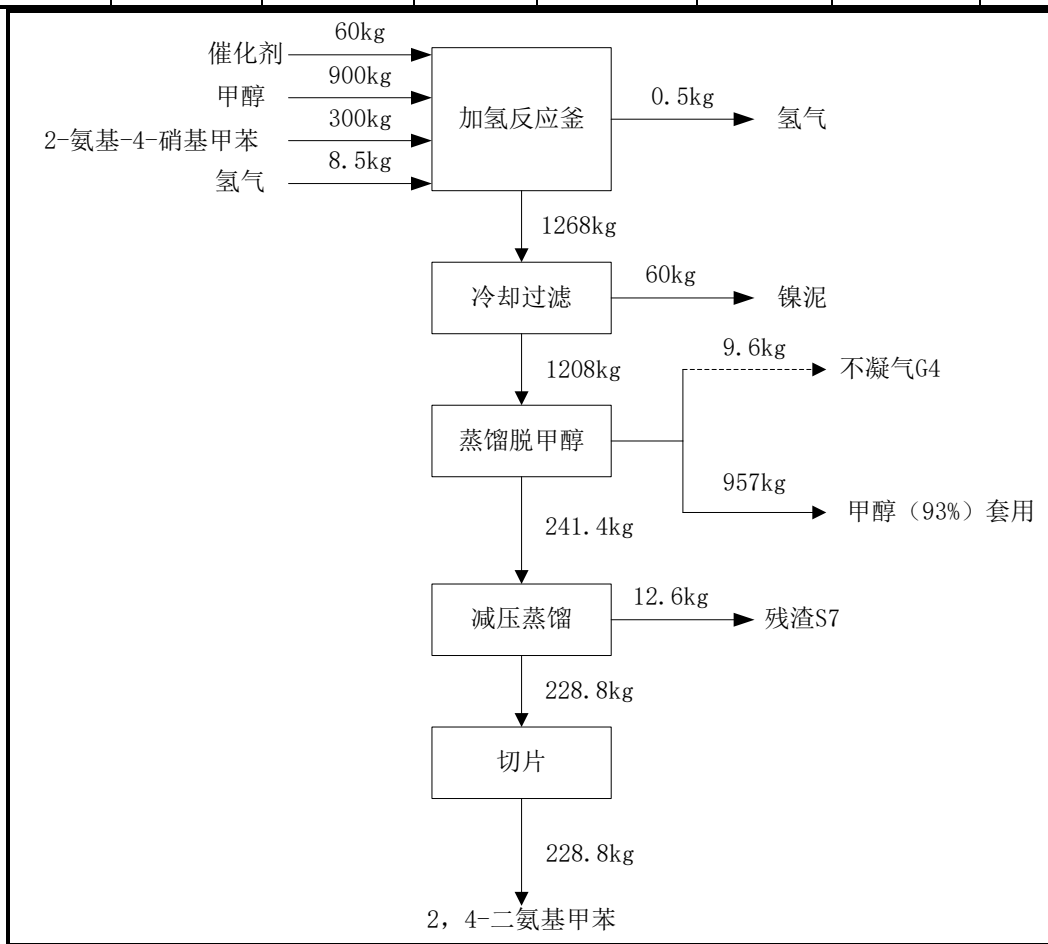 60kg
催化剂
900kg
甲醇
300kg
2-氨基-4-硝基甲苯
8.5kg
氢气
加氢反应釜
0.5kg
氢气
1268kg
冷却过滤
60kg
镍泥
1208kg
9.6kg
不凝气G4
蒸馏脱甲醇
957kg
甲醇（93%）套用
241.4kg
减压蒸馏
12.6kg
残渣S7
228.8kg
切片
228.8kg
2，4-二氨基甲苯